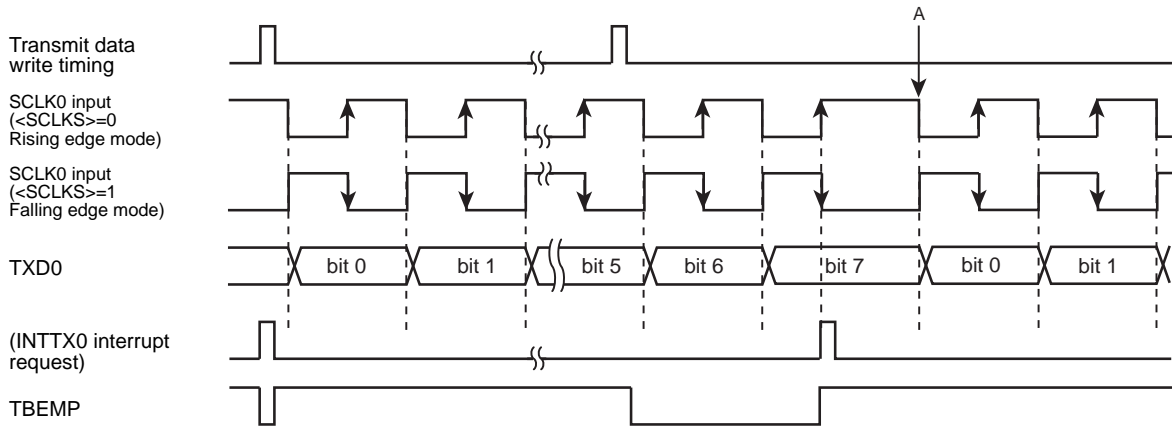 A
Transmit data
write timing
SCLK0 input
(<SCLKS>=0
Rising edge mode)
SCLK0 input
(<SCLKS>=1
Falling edge mode)
TXD0
bit 0 bit 1 bit 5 bit 6 bit 7 bit 0 bit 1
(INTTX0 interrupt
request)
TBEMP